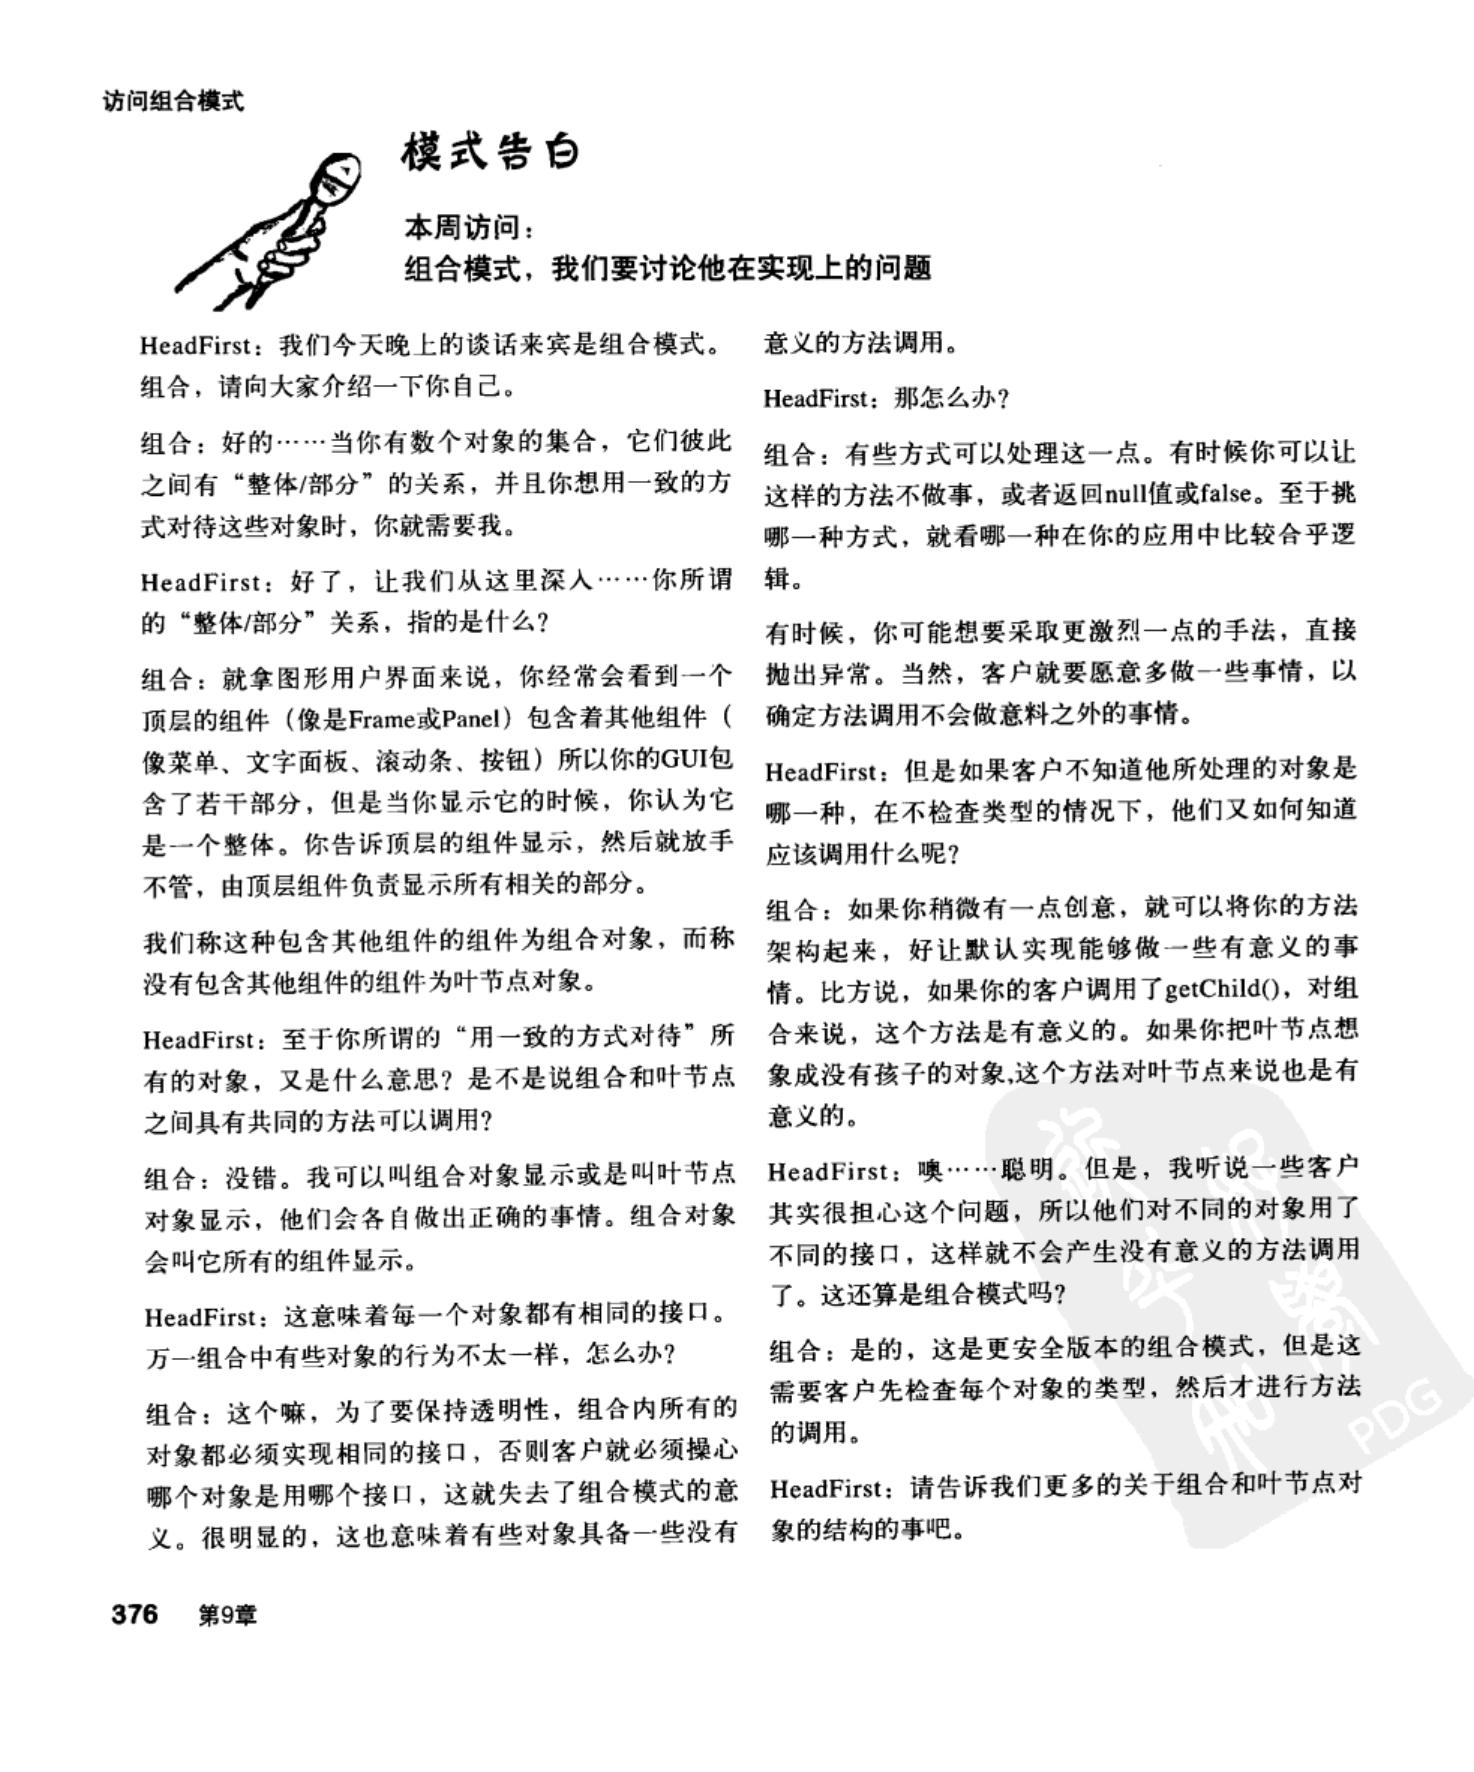 访问组合模式
模式告白
本周访问：
组合模式，我们要讨论他在实现上的问题
HeadFirst：我们今天晚上的谈话来宾是组合模式。
组合，请向大家介绍一下你自己。
组合：好的……当你有数个对象的集合，它们彼此
之间有“整体/部分”的关系，并且你想用一致的方
式对待这些对象时，你就需要我。
HeadFirst：好了，让我们从这里深入……你所谓
的“整体/部分”关系，指的是什么？
组合：就拿图形用户界面来说，你经常会看到一个
顶层的组件（像是Frame或Panel）包含着其他组件（
像菜单、文字面板、滚动条、按钮）所以你的GUI包
含了若干部分，但是当你显示它的时候，你认为它
是一个整体。你告诉顶层的组件显示，然后就放手
不管，由顶层组件负责显示所有相关的部分。
我们称这种包含其他组件的组件为组合对象，而称
没有包含其他组件的组件为叶节点对象。
HeadFirst：至于你所谓的“用一致的方式对待”所
有的对象，又是什么意思？是不是说组合和叶节点
之间具有共同的方法可以调用？
组合：没错。我可以叫组合对象显示或是叫叶节点
对象显示，他们会各自做出正确的事情。组合对象
会叫它所有的组件显示。
HeadFirst：这意味着每一个对象都有相同的接口。
万一组合中有些对象的行为不太一样，怎么办？
组合：这个嘛，为了要保持透明性，组合内所有的
对象都必须实现相同的接口，否则客户就必须操心
哪个对象是用哪个接口，这就失去了组合模式的意
义。很明显的，这也意味着有些对象具备一些没有
意义的方法调用。
HeadFirst：那怎么办？
组合：有些方式可以处理这一点。有时候你可以让
这样的方法不做事，或者返回null值或false。至于挑
哪一种方式，就看哪一种在你的应用中比较合乎逻
辑。
有时候，你可能想要采取更激烈一点的手法，直接
抛出异常。当然，客户就要愿意多做一些事情，以
确定方法调用不会做意料之外的事情。
HeadFirst：但是如果客户不知道他所处理的对象是
哪一种，在不检查类型的情况下，他们又如何知道
应该调用什么呢？
组合：如果你稍微有一点创意，就可以将你的方法
架构起来，好让默认实现能够做一些有意义的事
情。比方说，如果你的客户调用了getChild()，对组
合来说，这个方法是有意义的。如果你把叶节点想
象成没有孩子的对象,这个方法对叶节点来说也是有
意义的。
HeadFirst：噢……聪明。但是，我听说一些客户
其实很担心这个问题，所以他们对不同的对象用了
不同的接口，这样就不会产生没有意义的方法调用
了。这还算是组合模式吗？
组合：是的，这是更安全版本的组合模式，但是这
需要客户先检查每个对象的类型，然后才进行方法
的调用。
HeadFirst：请告诉我们更多的关于组合和叶节点对
象的结构的事吧。
PDG
376 第9章